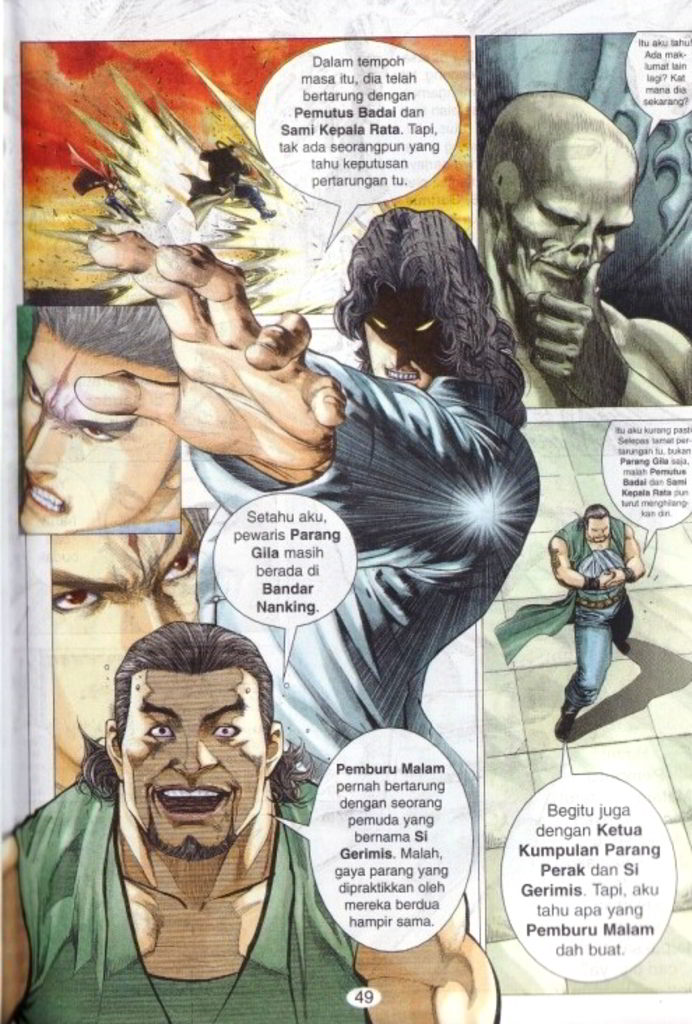 Dalam tempoh
masa itu, dia telah
bertarung dengan
Pemutus Badai dan
Sami Kepala Rata. Tapi,
tak ada seorangpun yang
tahu keputusan
pertarungan tu.
Itu aku tahu!
Ada mak-
lumat lain
lagi? Kat
mana dia
sekarang?
Setahu aku,
pewaris Parang
Gila masih
berada di
Bandar
Nanking.
Pemburu Malam
pernah bertarung
dengan seorang
pemuda yang
bernama Si
Gerimis. Malah,
gaya parang yang
dipraktikkan oleh
mereka berdua
hampir sama.
Itu aku kurang pasti.
Selepas tamat per-
tarungan tu, bukan
Parang Gila saja,
malah Pemutus
Badai dan Sami
Kepala Rata pun
turut menghilang-
kan diri.
Begitu juga
dengan Ketua
Kumpulan Parang
Perak dan Si
Gerimis. Tapi, aku
tahu apa yang
Pemburu Malam
dah buat.
49